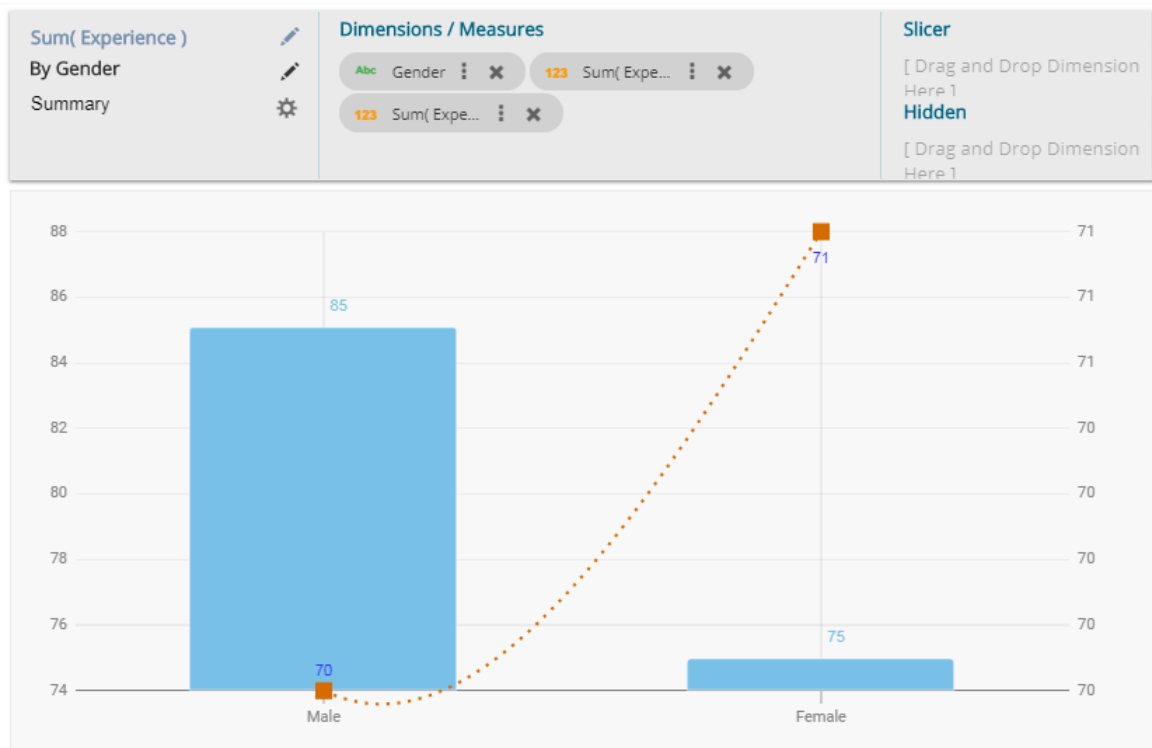 Sum( Experience )
By Gender
Summary
Dimensions / Measures
Abc Gender
123 Sum( Expe...
123 Sum( Expe...
Slicer
[ Drag and Drop Dimension
Here ]
Hidden
[ Drag and Drop Dimension
Here ]
88
86
84
82
80
78
76
74
85
70
71
75
71
71
71
70
70
70
70
70
Male
Female